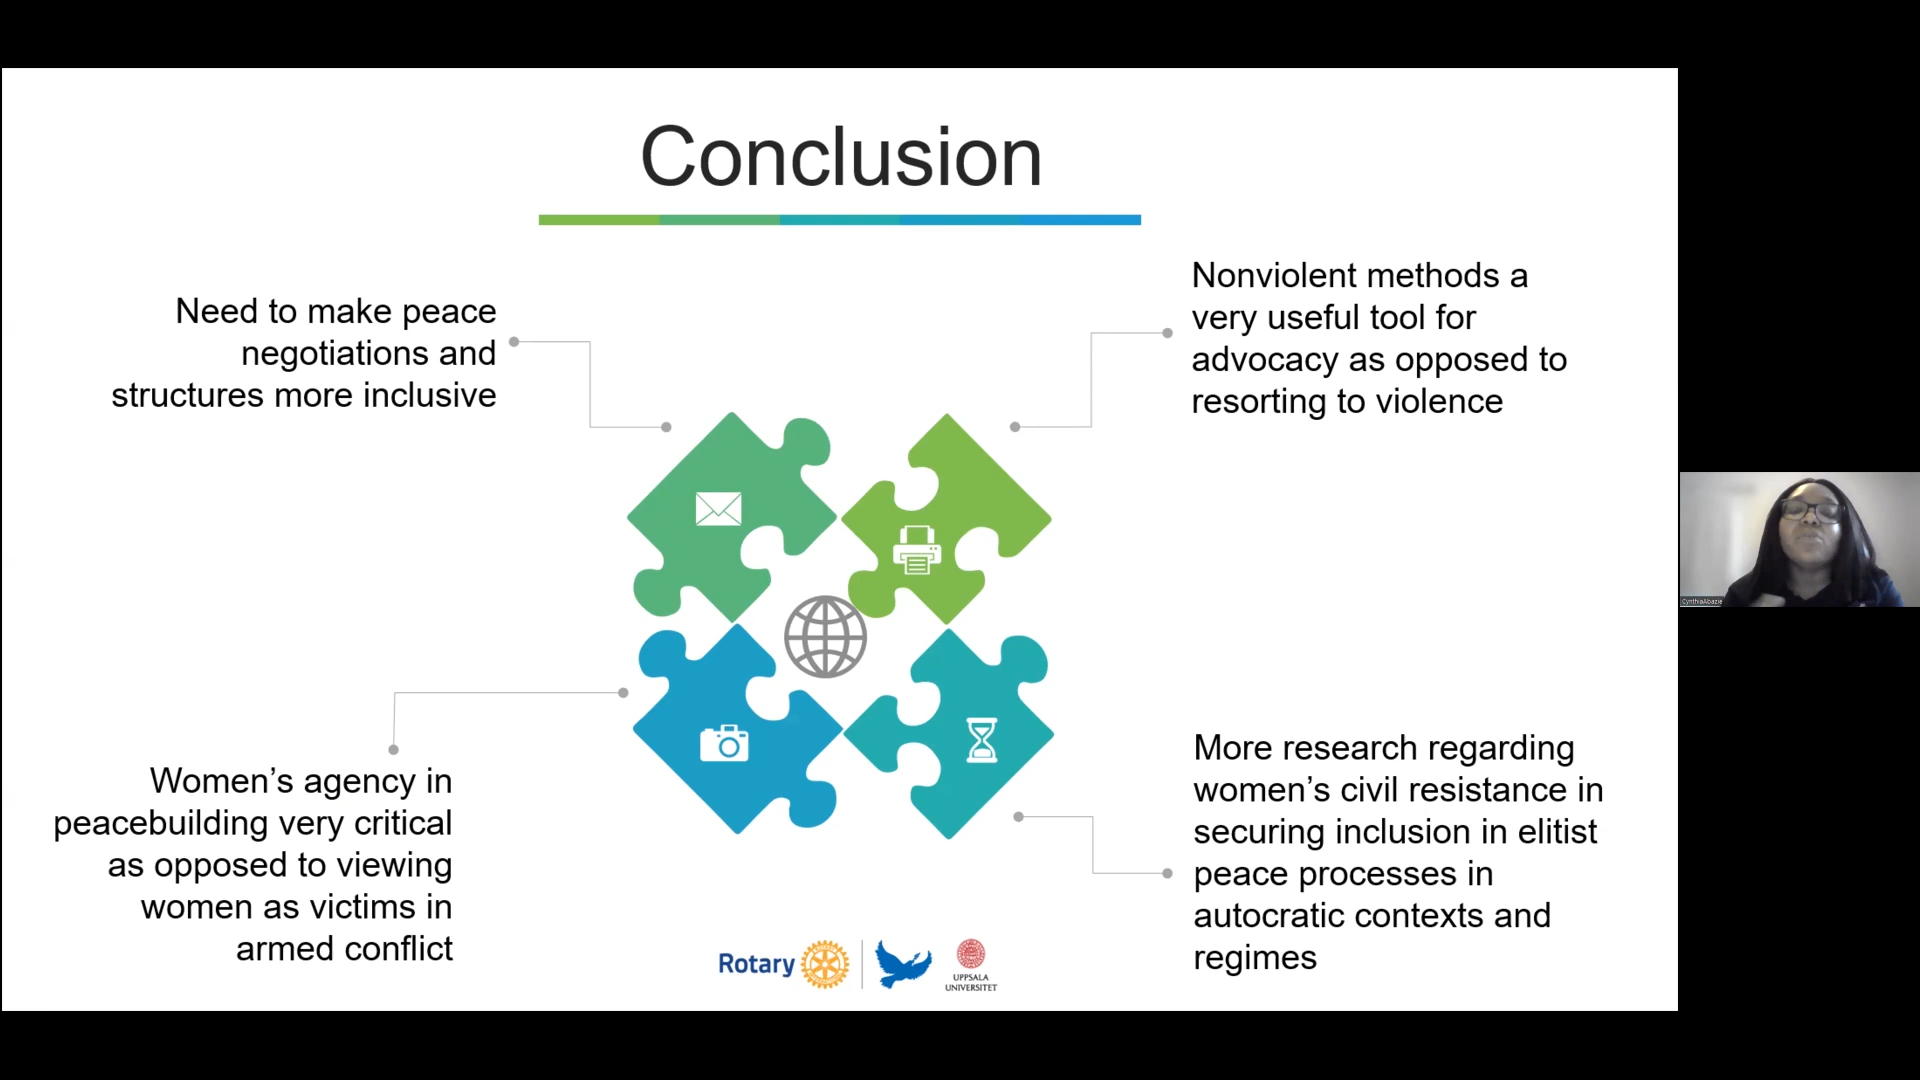 Conclusion
Need to make peace
negotiations and
structures more inclusive
Nonviolent methods a
very useful tool for
advocacy as opposed to
resorting to violence
Women’s agency in
peacebuilding very critical
as opposed to viewing
women as victims in
armed conflict
More research regarding
women’s civil resistance in
securing inclusion in elitist
peace processes in
autocratic contexts and
regimes
Rotary
UPPSALA
UNIVERSITET
CynthiaAbazie